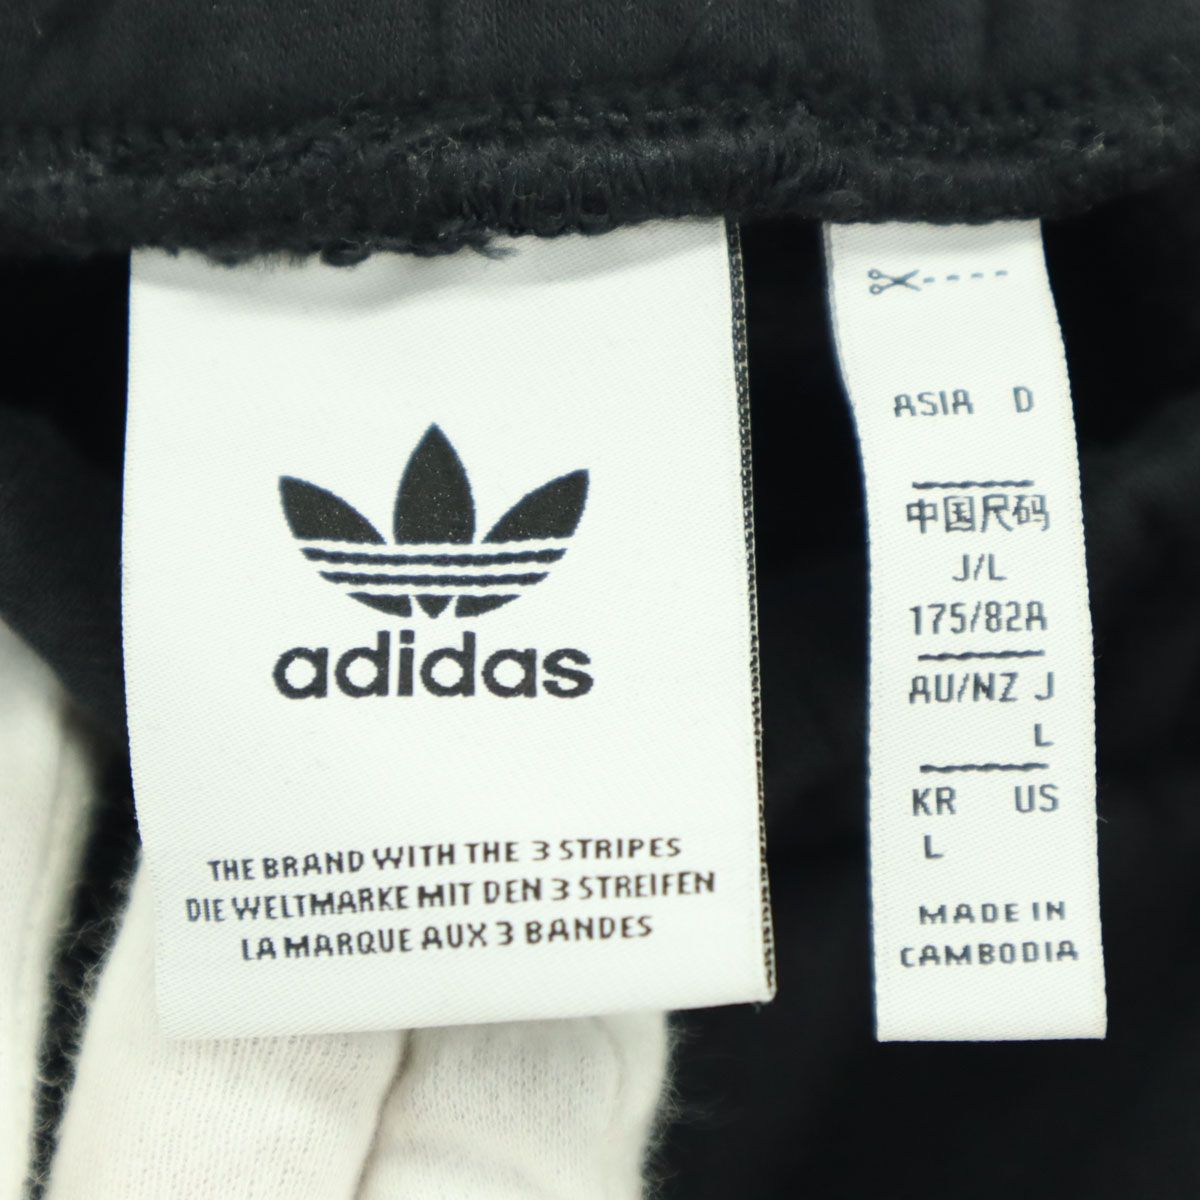 adidas
THE BRAND WITH THE 3 STRIPES
DIE WELTMARKE MIT DEN 3 STREIFEN
LA MARQUE AUX 3 BANDES
ASIA D
中国尺码
J/L
175/82A
AU/NZ J
L
KR US
L
MADE IN
CAMBODIA